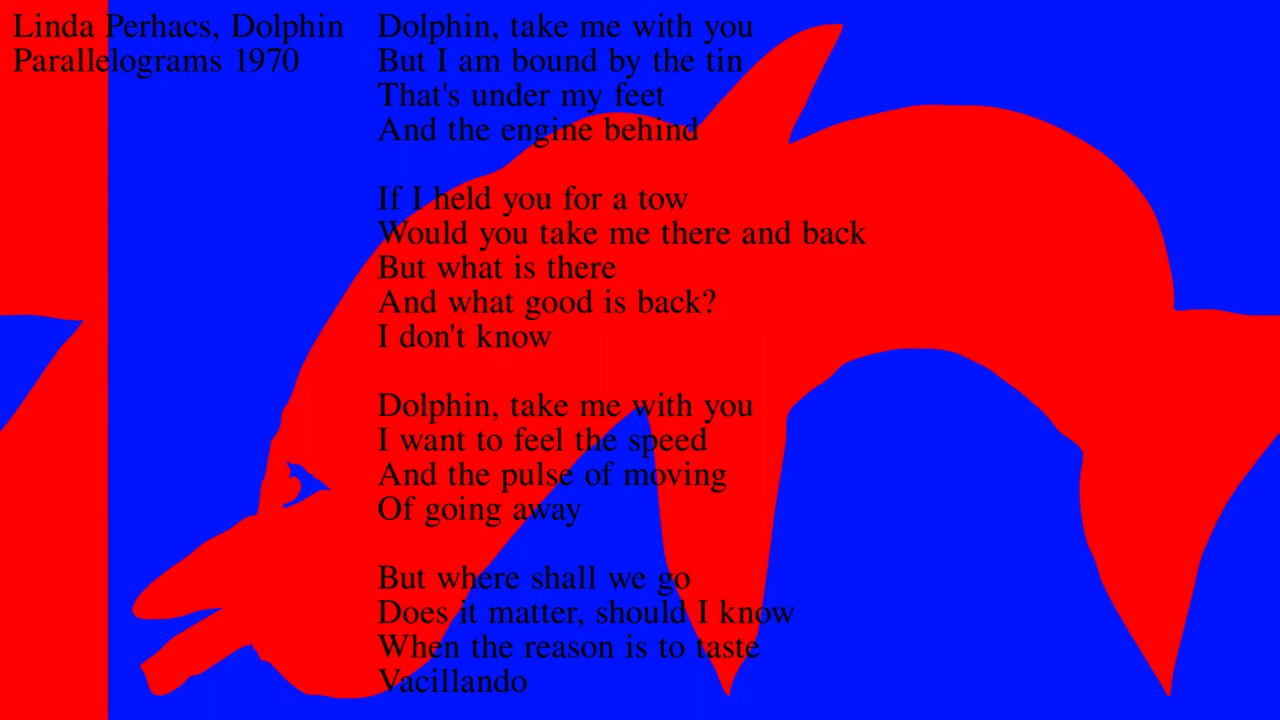 Linda Perhacs, Dolphin
Parallelograms 1970
Dolphin, take me with you
But I am bound by the tin
That's under my feet
And the engine behind
If I held you for a tow
Would you take me there and back
But what is there
And what good is back?
I don't know
Dolphin, take me with you
I want to feel the speed
And the pulse of moving
Of going away
But where shall we go
Does it matter, should I know
When the reason is to taste
Vacillando